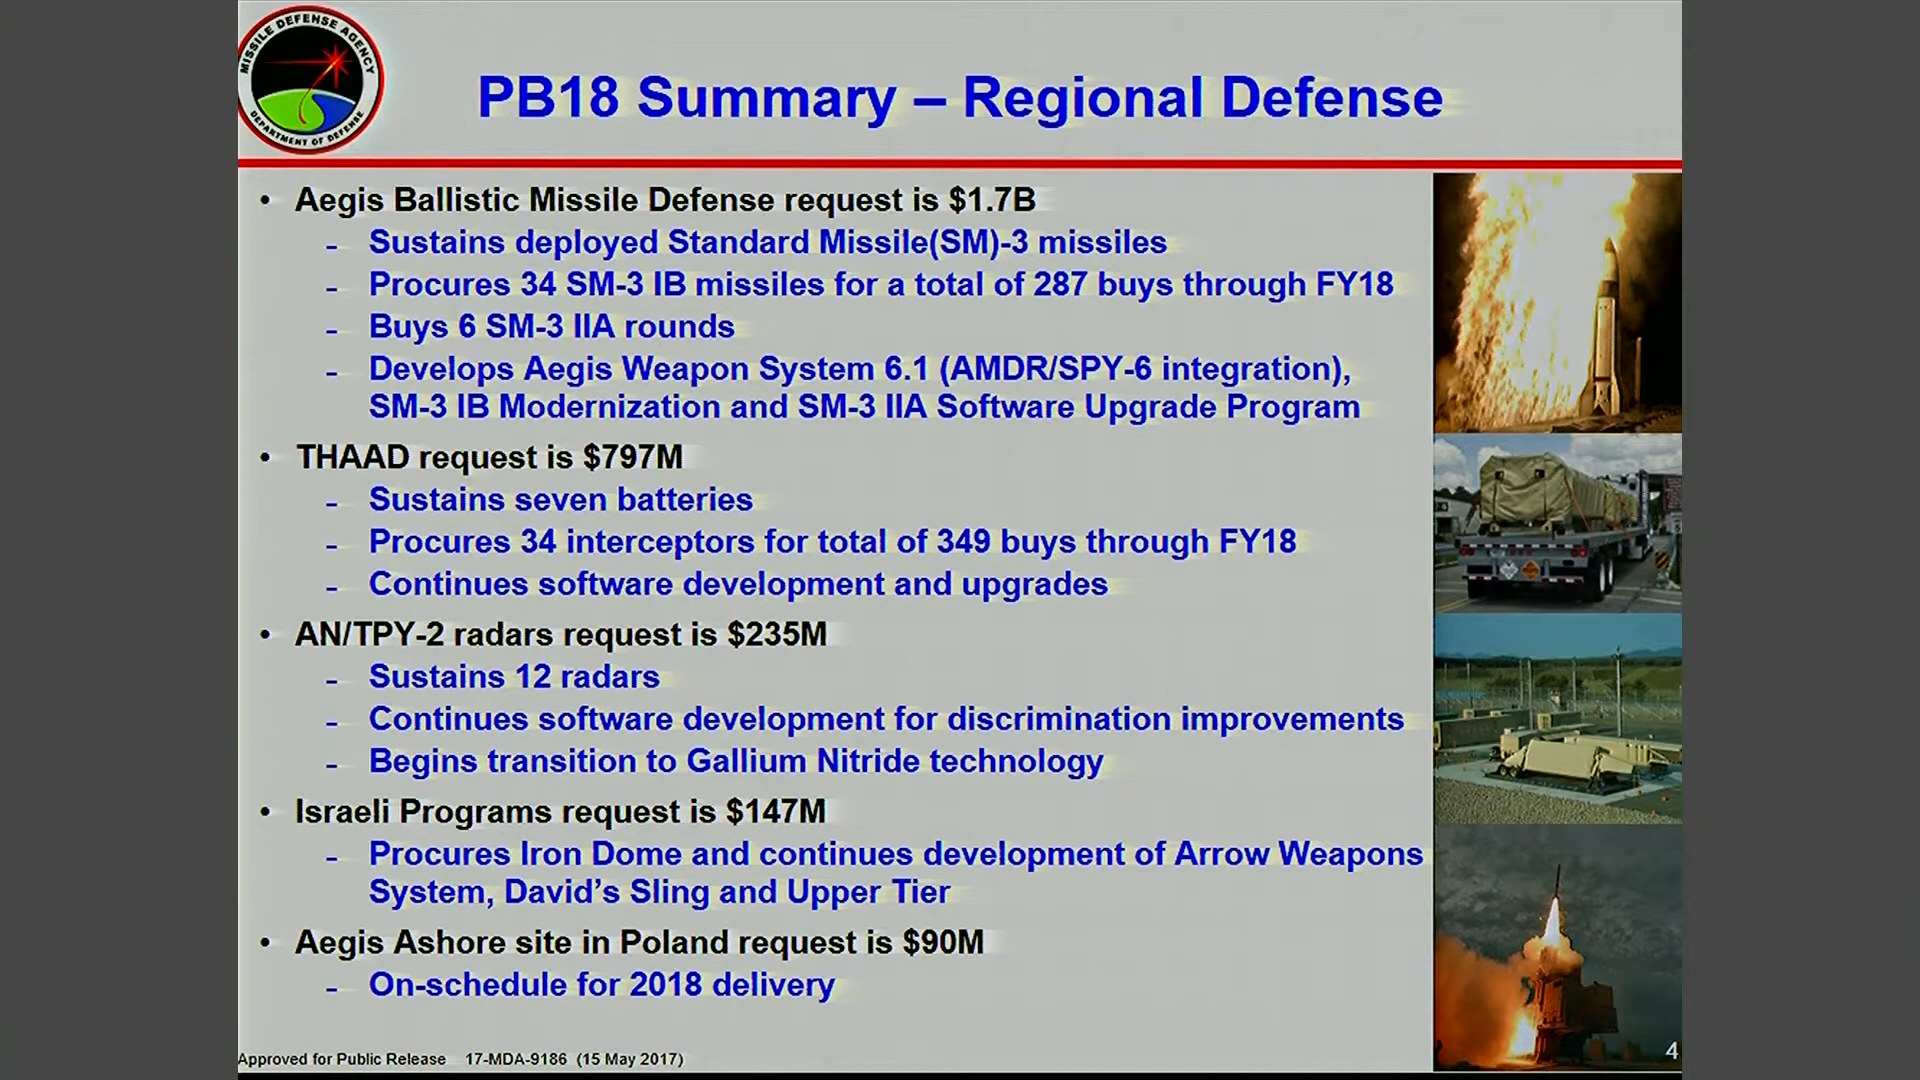 MISSILE DEFENSE AGENCY
DEPARTMENT OF DEFENSE
PB18 Summary – Regional Defense
• Aegis Ballistic Missile Defense request is $1.7B
- Sustains deployed Standard Missile(SM)-3 missiles
- Procures 34 SM-3 IB missiles for a total of 287 buys through FY18
- Buys 6 SM-3 IIA rounds
- Develops Aegis Weapon System 6.1 (AMDR/SPY-6 integration),
SM-3 IB Modernization and SM-3 IIA Software Upgrade Program
• THAAD request is $797M
- Sustains seven batteries
- Procures 34 interceptors for total of 349 buys through FY18
- Continues software development and upgrades
• AN/TPY-2 radars request is $235M
- Sustains 12 radars
- Continues software development for discrimination improvements
- Begins transition to Gallium Nitride technology
• Israeli Programs request is $147M
- Procures Iron Dome and continues development of Arrow Weapons
System, David’s Sling and Upper Tier
• Aegis Ashore site in Poland request is $90M
- On-schedule for 2018 delivery
Approved for Public Release 17-MDA-9186 (15 May 2017)
4